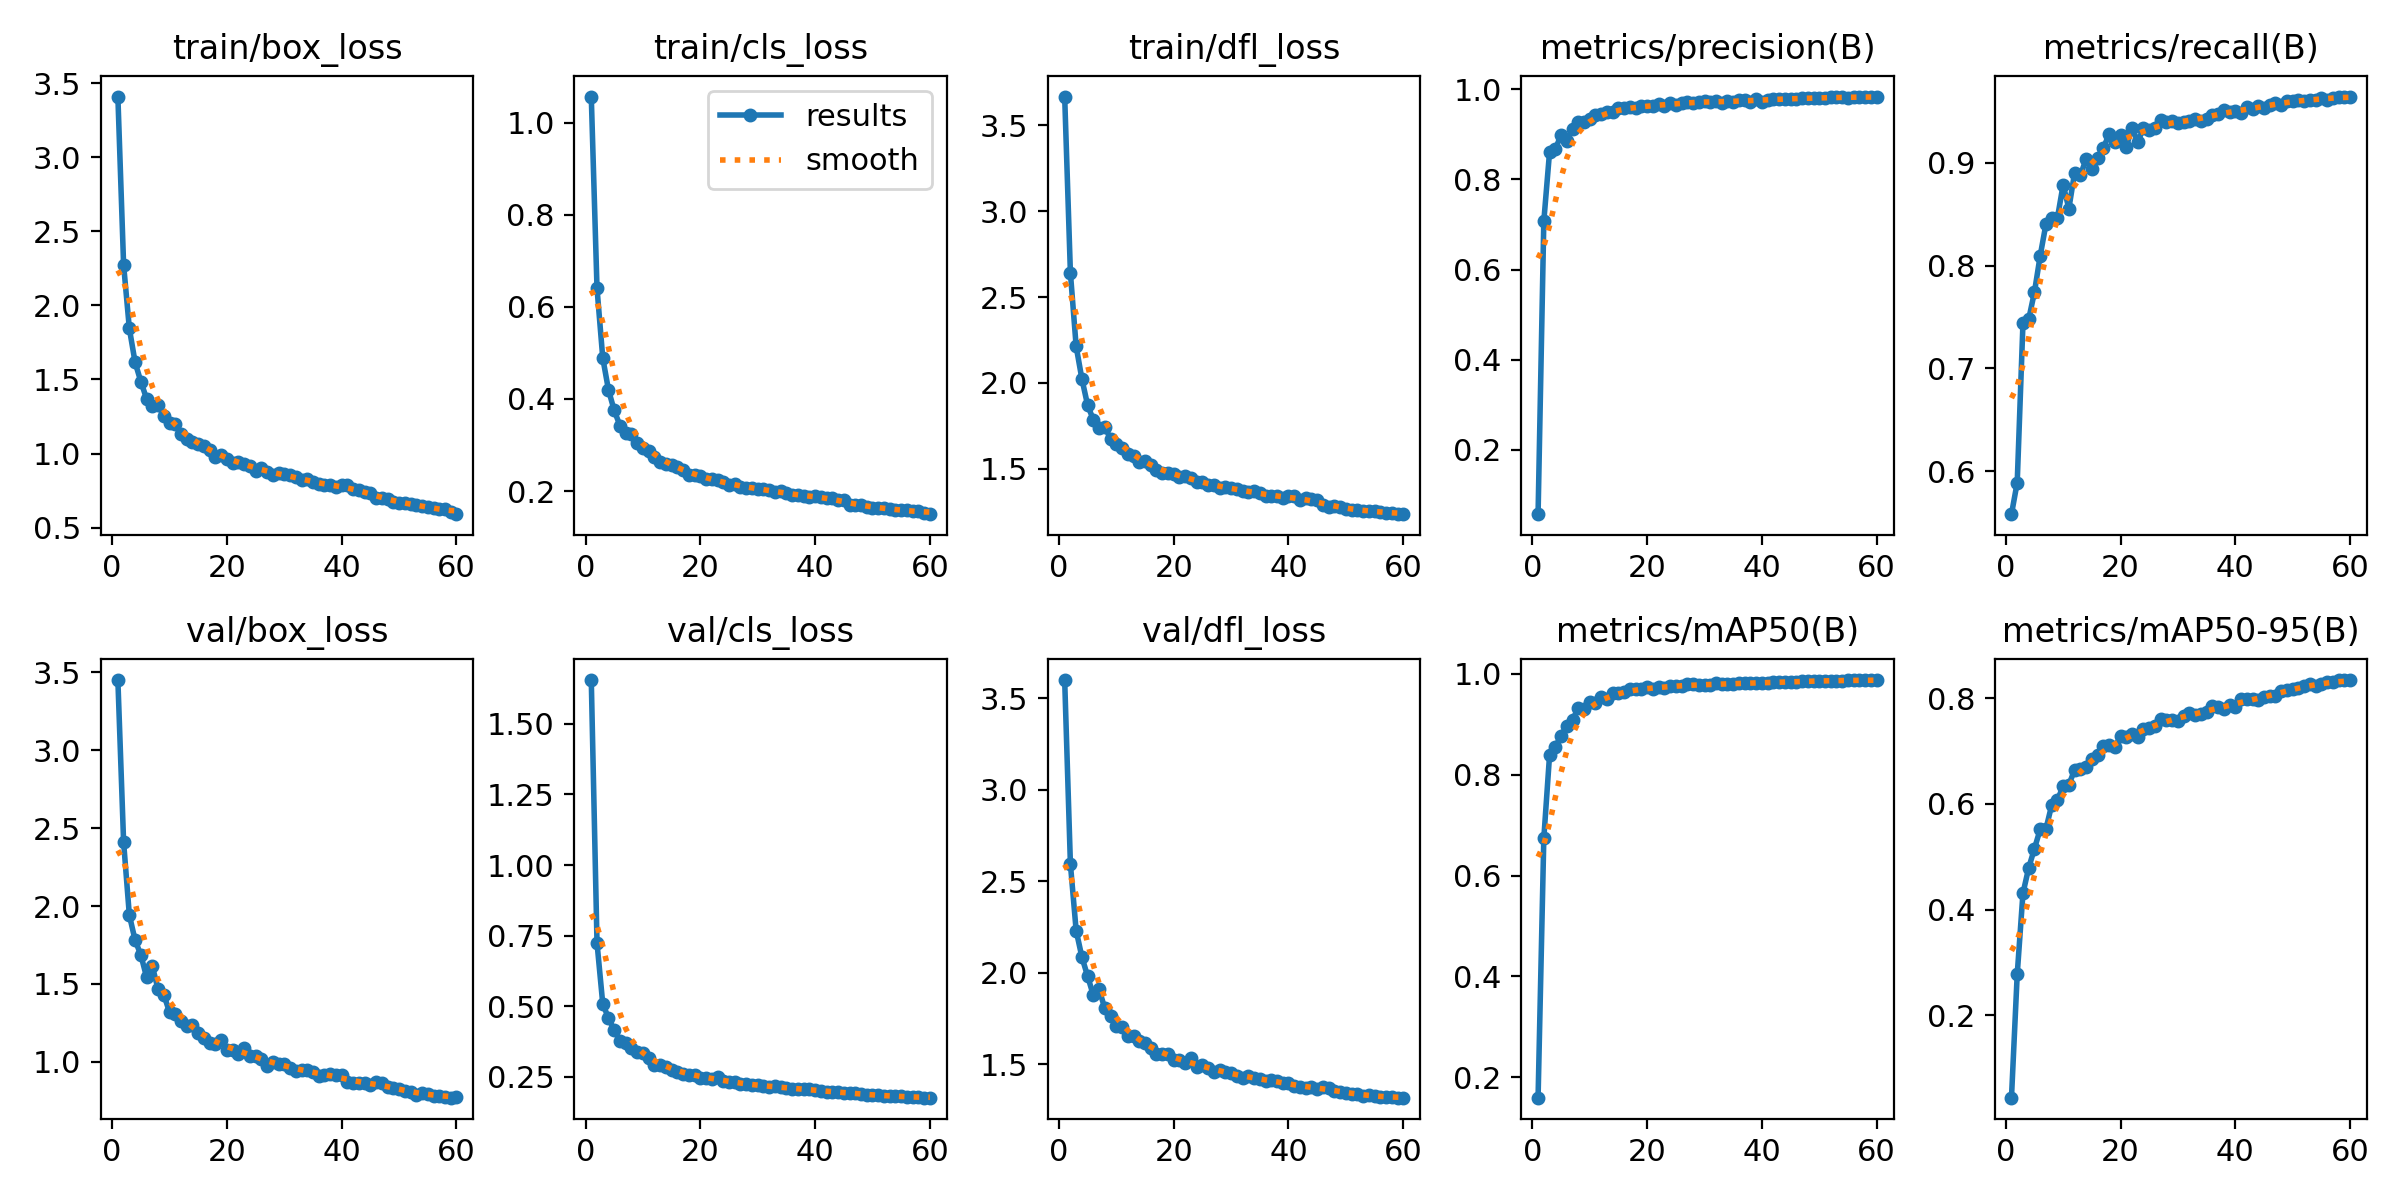 train/box_loss
3.5
3.0
2.5
2.0
1.5
1.0
0.5
0 20 40 60
train/cls_loss
results
smooth
1.0
0.8
0.6
0.4
0.2
0 20 40 60
train/dfl_loss
3.5
3.0
2.5
2.0
1.5
0 20 40 60
metrics/precision(B)
1.0
0.8
0.6
0.4
0.2
0 20 40 60
metrics/recall(B)
0.9
0.8
0.7
0.6
0 20 40 60
val/box_loss
3.5
3.0
2.5
2.0
1.5
1.0
0 20 40 60
val/cls_loss
1.50
1.25
1.00
0.75
0.50
0.25
0 20 40 60
val/dfl_loss
3.5
3.0
2.5
2.0
1.5
0 20 40 60
metrics/mAP50(B)
1.0
0.8
0.6
0.4
0.2
0 20 40 60
metrics/mAP50-95(B)
0.8
0.6
0.4
0.2
0 20 40 60